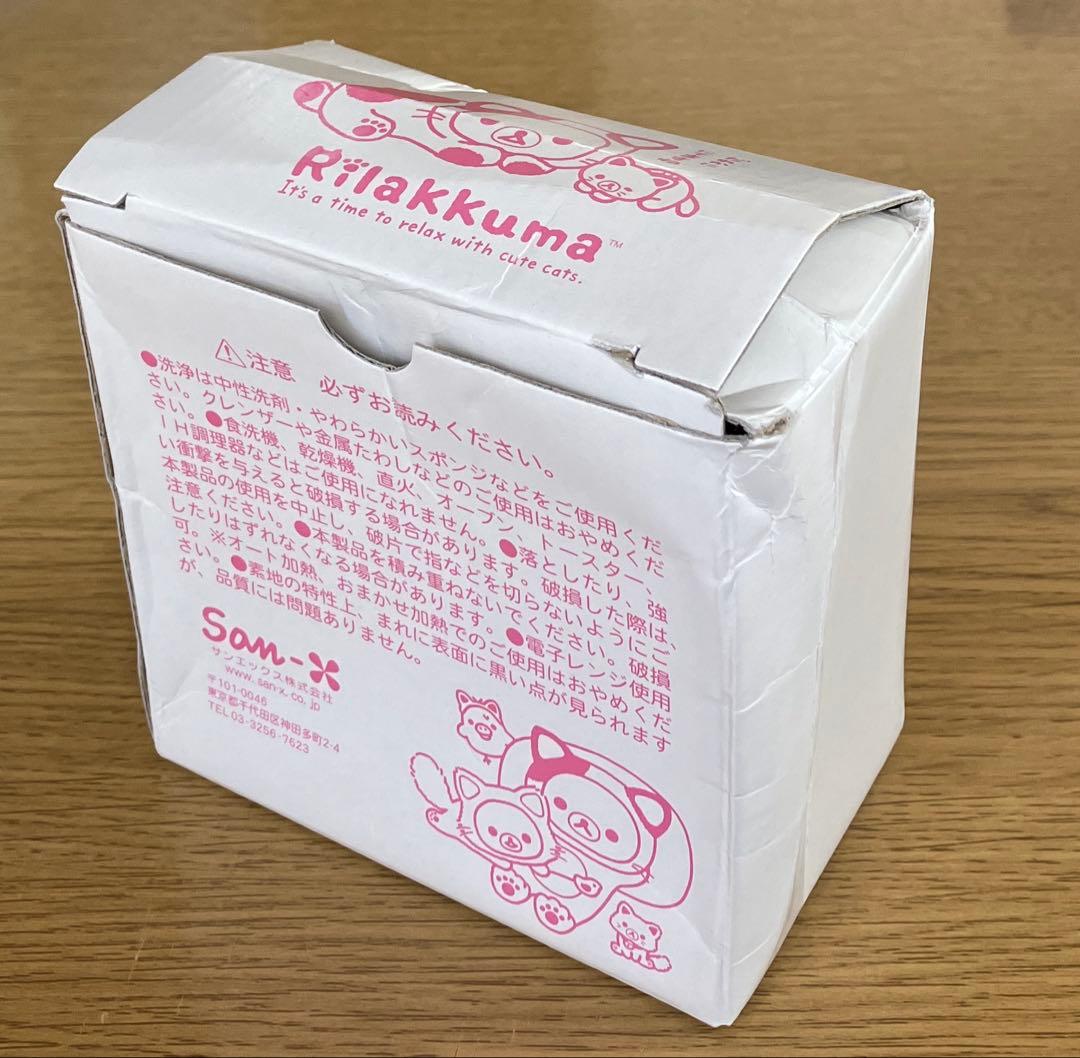 Rilakkuma™
It's a time to relax with cute cats.
⚠注意　必ずお読みください。
●洗浄は中性洗剤・やわらかいスポンジなどをご使用くだ
さい。クレンザーや金属たわしなどのご使用はおやめくだ
さい。●食洗機、乾燥機、直火、オーブン、トースター、
IH調理器などはご使用になれません。●落としたり、強
い衝撃を与えると破損する場合があります。破損した際は、
本製品の使用を中止し、破片で指などを切らないようにご
注意ください。●本製品を積み重ねないでください。破損
したりはずれなくなる場合があります。●電子レンジ使用
可。※オート加熱、おまかせ加熱でのご使用はおやめくだ
さい。●素地の特性上、まれに表面に黒い点が見られます
が、品質には問題ありません。
San-X
サンエックス株式会社
www.san-x.co.jp
〒101-0046
東京都千代田区神田多町2-4
TEL 03-3256-7623